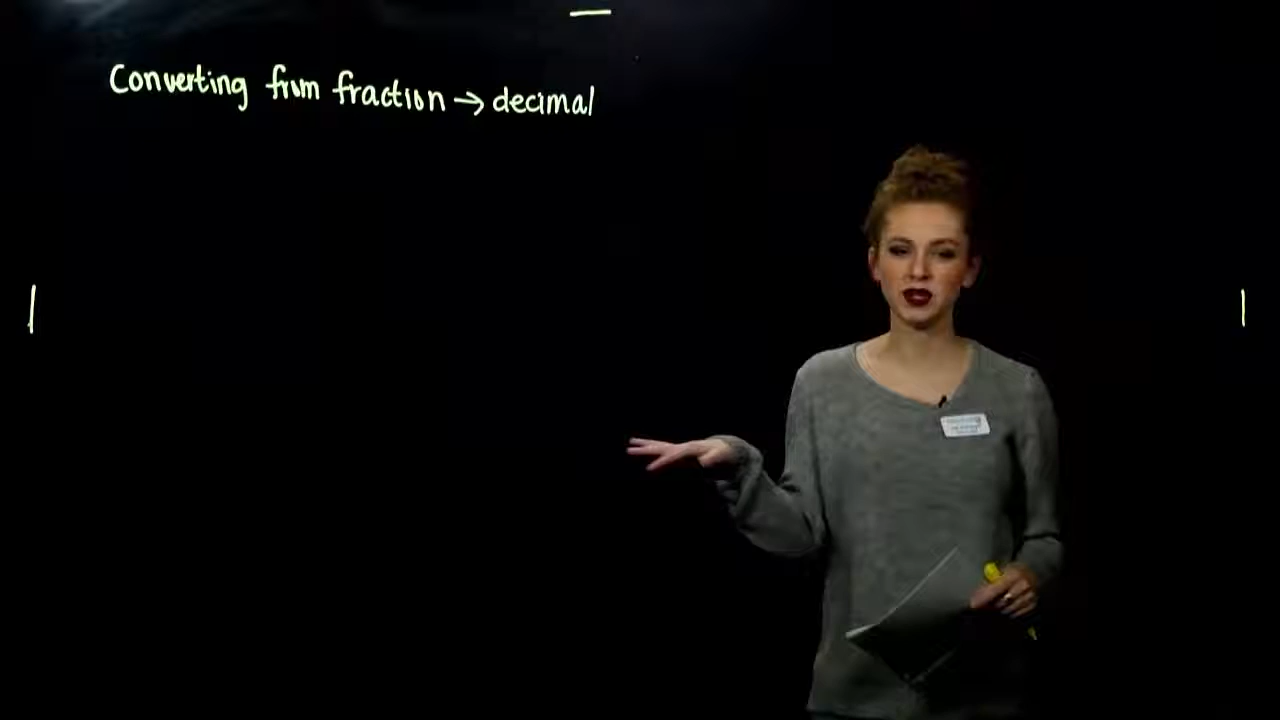 Converting from fraction → decimal